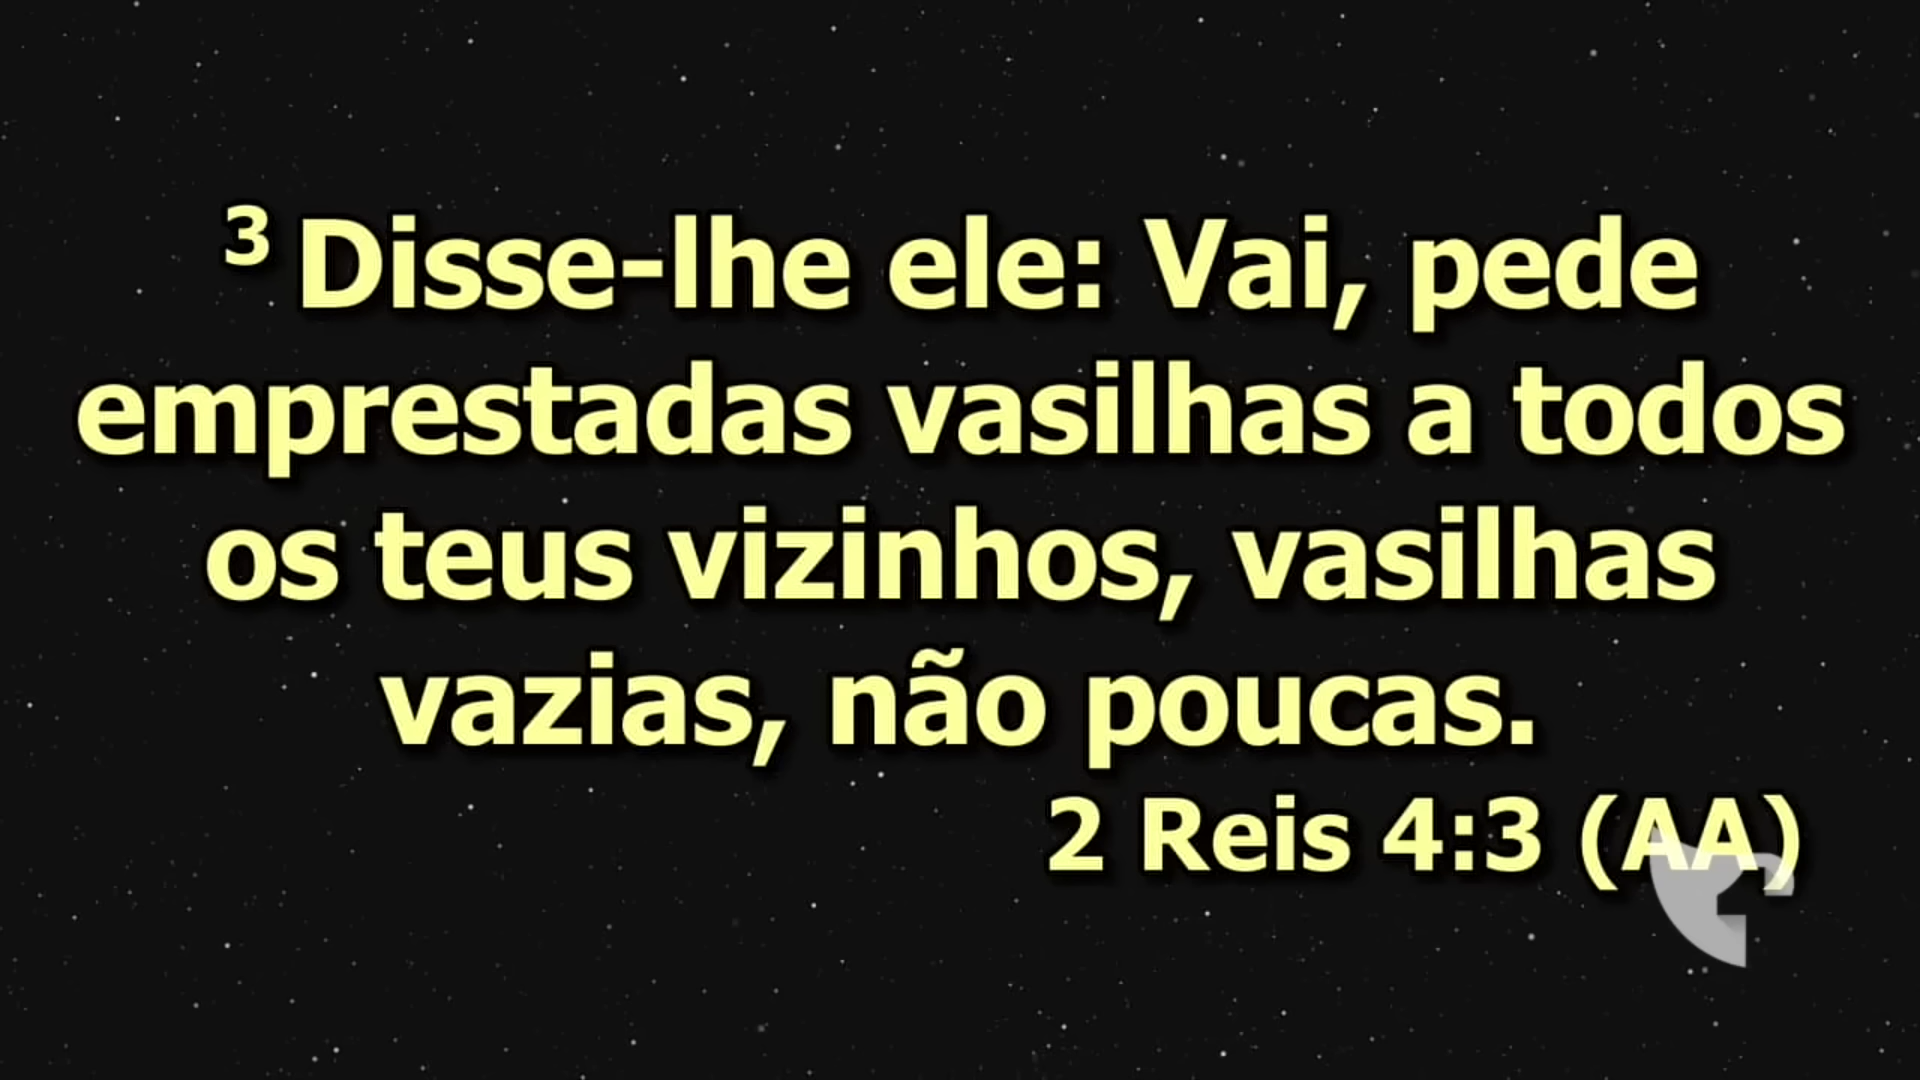 3 Disse-lhe ele: Vai, pede
emprestadas vasilhas a todos
os teus vizinhos, vasilhas
vazias, não poucas.
2 Reis 4:3 (AA)